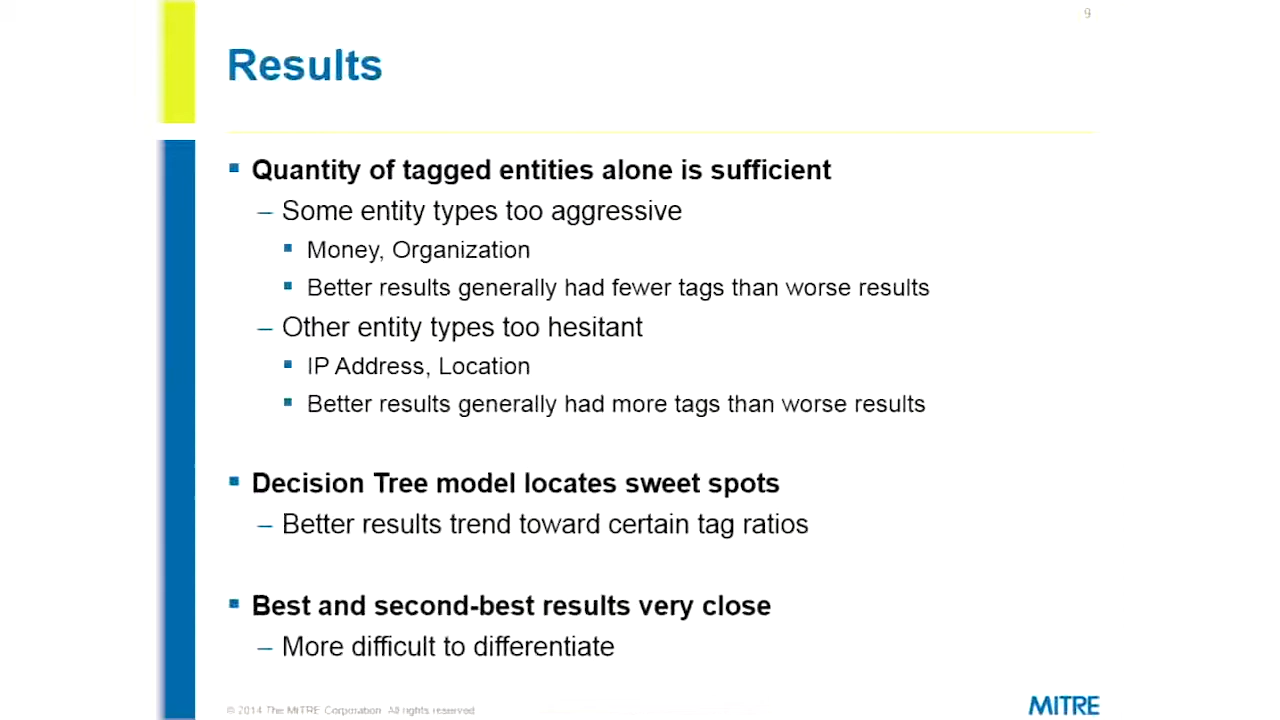 9
Results
Quantity of tagged entities alone is sufficient
– Some entity types too aggressive
Money, Organization
Better results generally had fewer tags than worse results
– Other entity types too hesitant
IP Address, Location
Better results generally had more tags than worse results
Decision Tree model locates sweet spots
– Better results trend toward certain tag ratios
Best and second-best results very close
– More difficult to differentiate
© 2014 The MITRE Corporation. All rights reserved
MITRE